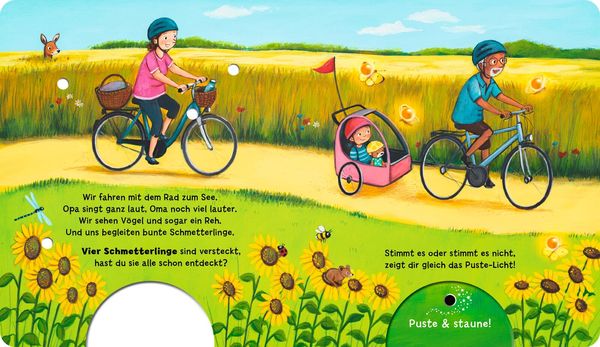 Wir fahren mit dem Rad zum See.
Opa singt ganz laut, Oma noch viel lauter.
Wir sehen Vögel und sogar ein Reh.
Und uns begleiten bunte Schmetterlinge.
Vier Schmetterlinge sind versteckt,
hast du sie alle schon entdeckt?
Stimmt es oder stimmt es nicht,
zeigt dir gleich das Puste-Licht!
Puste & staune!